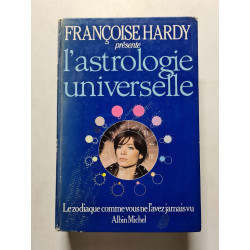 FRANÇOISE HARDY
présente
l'astrologie
universelle
Le zodiaque comme vous ne l'avez jamais vu
Albin Michel